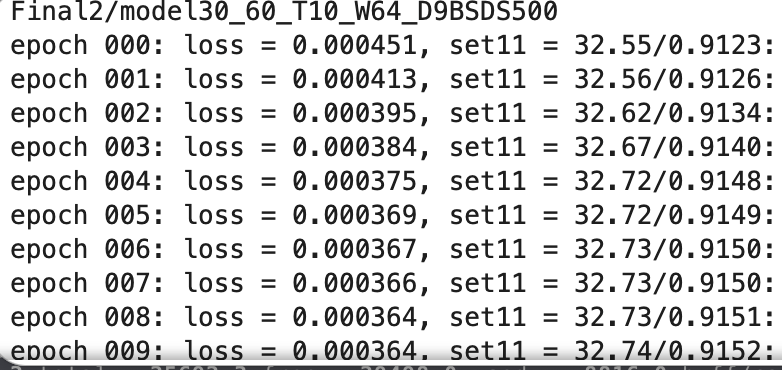 Final2/model30_60_T10_W64_D9BSDS500
epoch 000: loss = 0.000451, set11 = 32.55/0.9123:
epoch 001: loss = 0.000413, set11 = 32.56/0.9126:
epoch 002: loss = 0.000395, set11 = 32.62/0.9134:
epoch 003: loss = 0.000384, set11 = 32.67/0.9140:
epoch 004: loss = 0.000375, set11 = 32.72/0.9148:
epoch 005: loss = 0.000369, set11 = 32.72/0.9149:
epoch 006: loss = 0.000367, set11 = 32.73/0.9150:
epoch 007: loss = 0.000366, set11 = 32.73/0.9150:
epoch 008: loss = 0.000364, set11 = 32.73/0.9151:
epoch 009: loss = 0.000364, set11 = 32.74/0.9152: